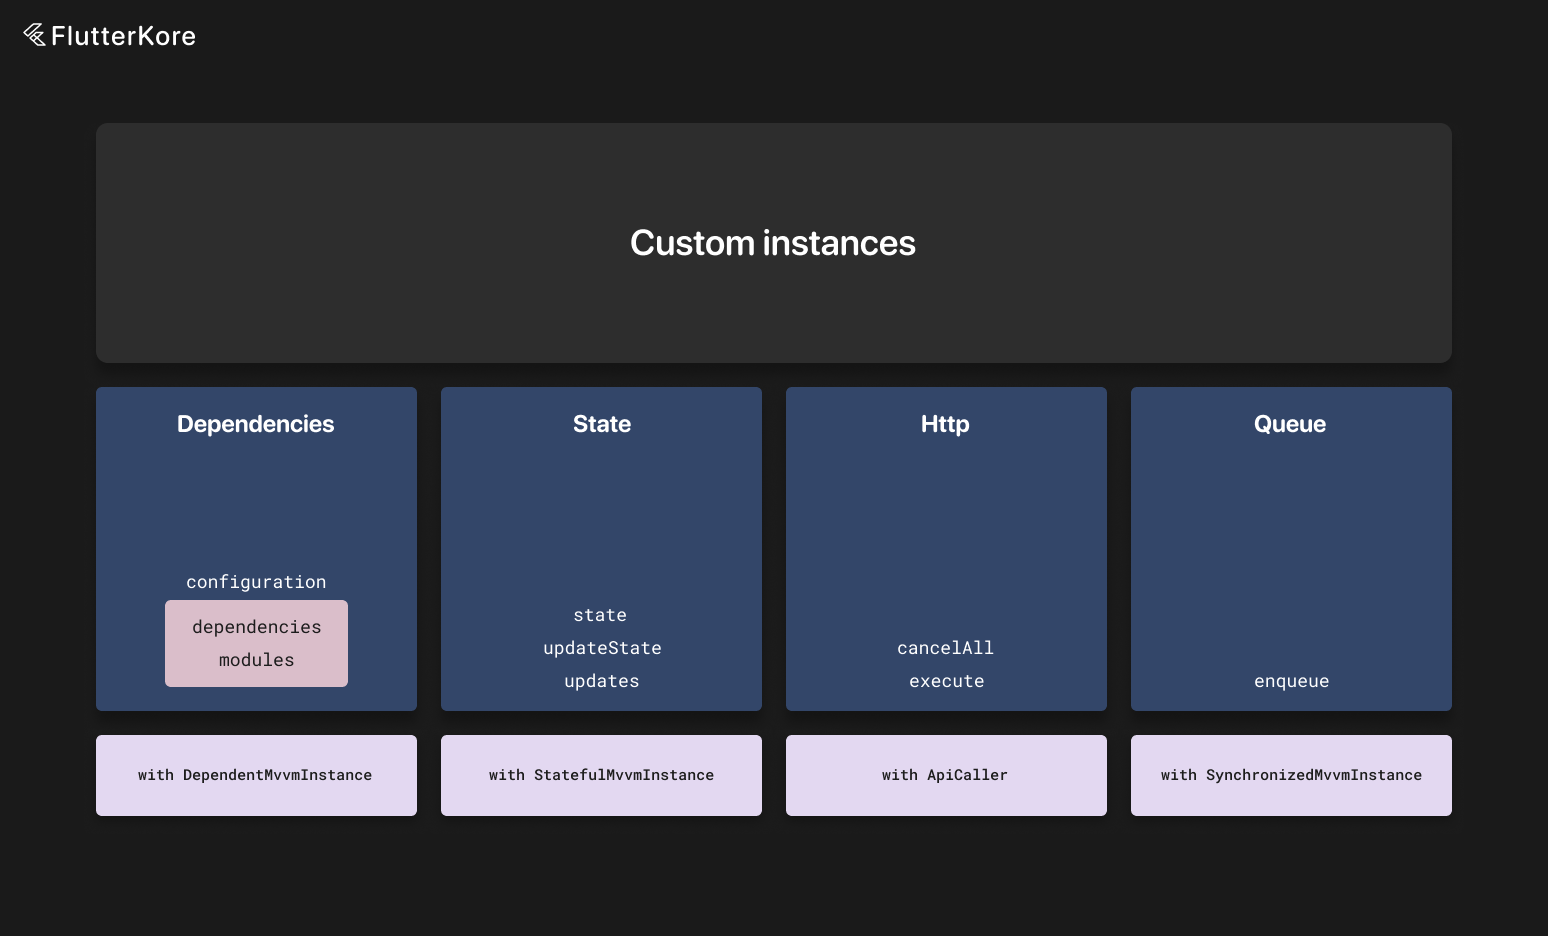 FlutterKore
Custom instances
Dependencies
configuration
dependencies
modules
with DependentMvvmInstance
State
state
updateState
updates
with StatefulMvvmInstance
Http
cancelAll
execute
with ApiCaller
Queue
enqueue
with SynchronizedMvvmInstance